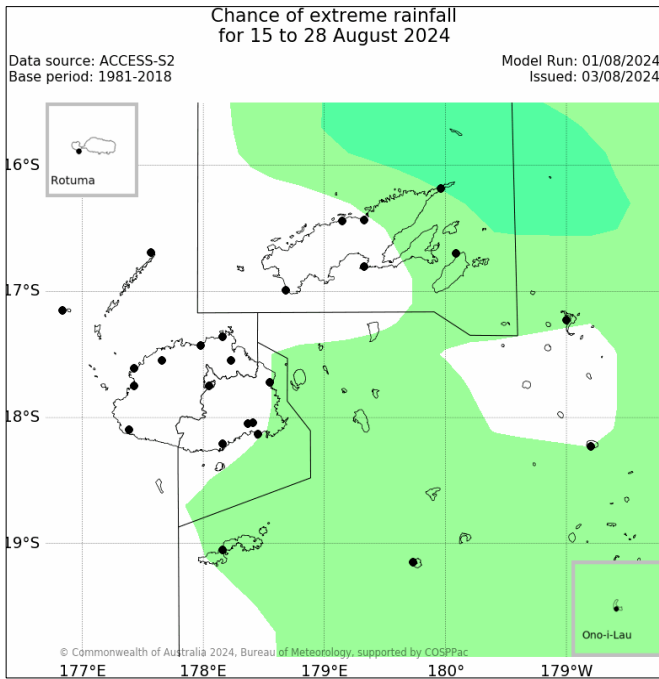 Chance of extreme rainfall
for 15 to 28 August 2024
Data source: ACCESS-S2
Base period: 1981-2018
Model Run: 01/08/2024
Issued: 03/08/2024
Rotuma
16°S
17°S
18°S
19°S
Ono-i-Lau
© Commonwealth of Australia 2024, Bureau of Meteorology, supported by COSPPac
177°E
178°E
179°E
180°
179°W